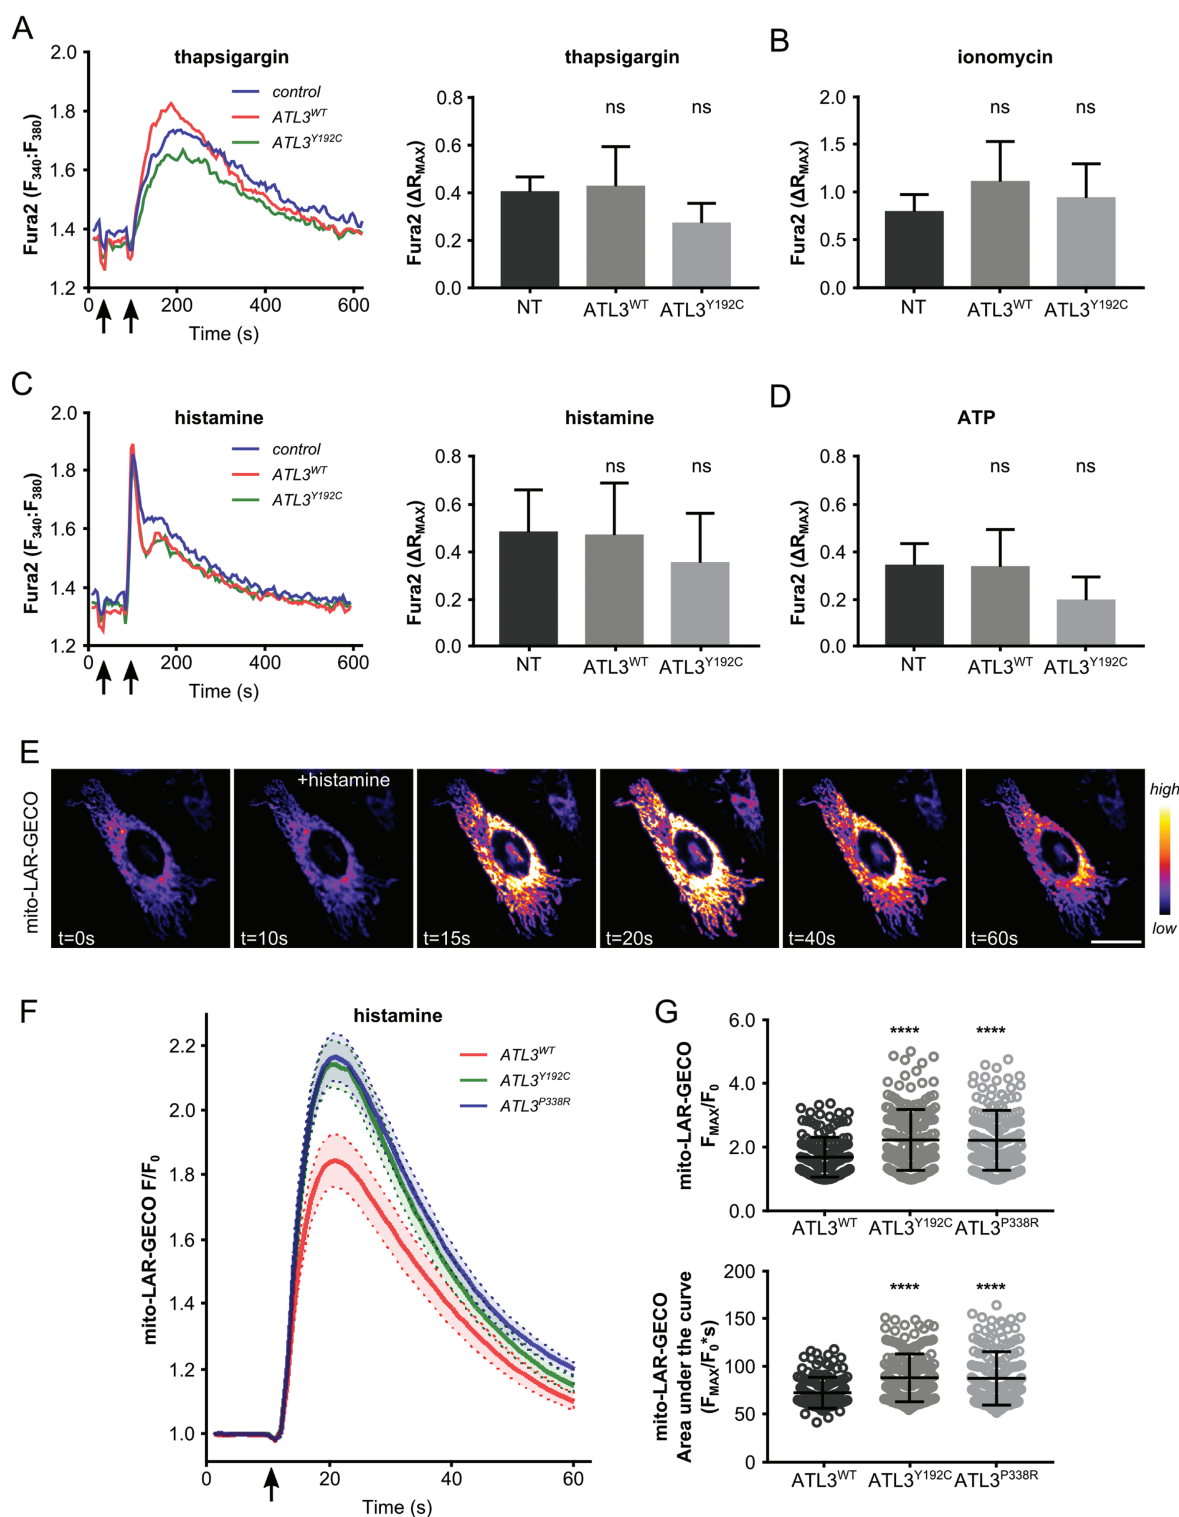 A
thapsigargin
control
ATL3WT
ATL3Y192C
Fura2 (F340:F380)
2.0
1.8
1.6
1.4
1.2
0
200
400
600
Time (s)
thapsigargin
ns
ns
Fura2 (ΔRMAX)
0.8
0.6
0.4
0.2
0.0
NT
ATL3WT
ATL3Y192C
B
ionomycin
ns
ns
Fura2 (ΔRMAX)
2.0
1.5
1.0
0.5
0.0
NT
ATL3WT
ATL3Y192C
C
histamine
control
ATL3WT
ATL3Y192C
Fura2 (F340:F380)
2.0
1.8
1.6
1.4
1.2
0
200
400
600
Time (s)
histamine
ns
ns
Fura2 (ΔRMAX)
0.8
0.6
0.4
0.2
0.0
NT
ATL3WT
ATL3Y192C
D
ATP
ns
ns
Fura2 (ΔRMAX)
0.8
0.6
0.4
0.2
0.0
NT
ATL3WT
ATL3Y192C
E
mito-LAR-GECO
+histamine
t=0s
t=10s
t=15s
t=20s
t=40s
t=60s
high
low
F
histamine
ATL3WT
ATL3Y192C
ATL3P338R
mito-LAR-GECO F/F0
2.2
2.0
1.8
1.6
1.4
1.2
1.0
0
20
40
60
Time (s)
G
mito-LAR-GECO
FMAX/F0
6.0
4.0
2.0
0.0
****
****
ATL3WT
ATL3Y192C
ATL3P338R
mito-LAR-GECO
Area under the curve
(FMAX/F0*s)
200
150
100
50
0
****
****
ATL3WT
ATL3Y192C
ATL3P338R